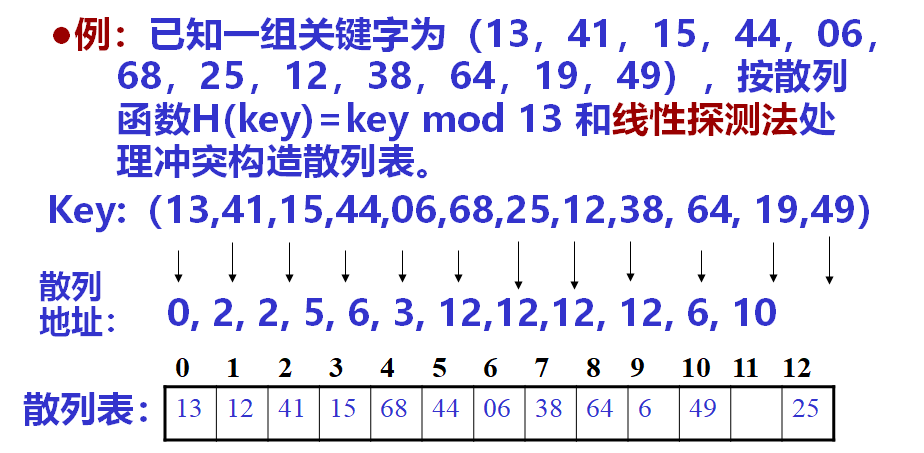 ●例：已知一组关键字为（13，41，15，44，06，
68，25，12，38，64，19，49），按散列
函数H(key)=key mod 13 和线性探测法处
理冲突构造散列表。
Key:（13,41,15,44,06,68,25,12,38, 64, 19,49）
散列
地址：
0, 2, 2, 5, 6, 3, 12,12,12, 12, 6, 10
0 1 2 3 4 5 6 7 8 9 10 11 12
散列表： 13 12 41 15 68 44 06 38 64 6 49 25